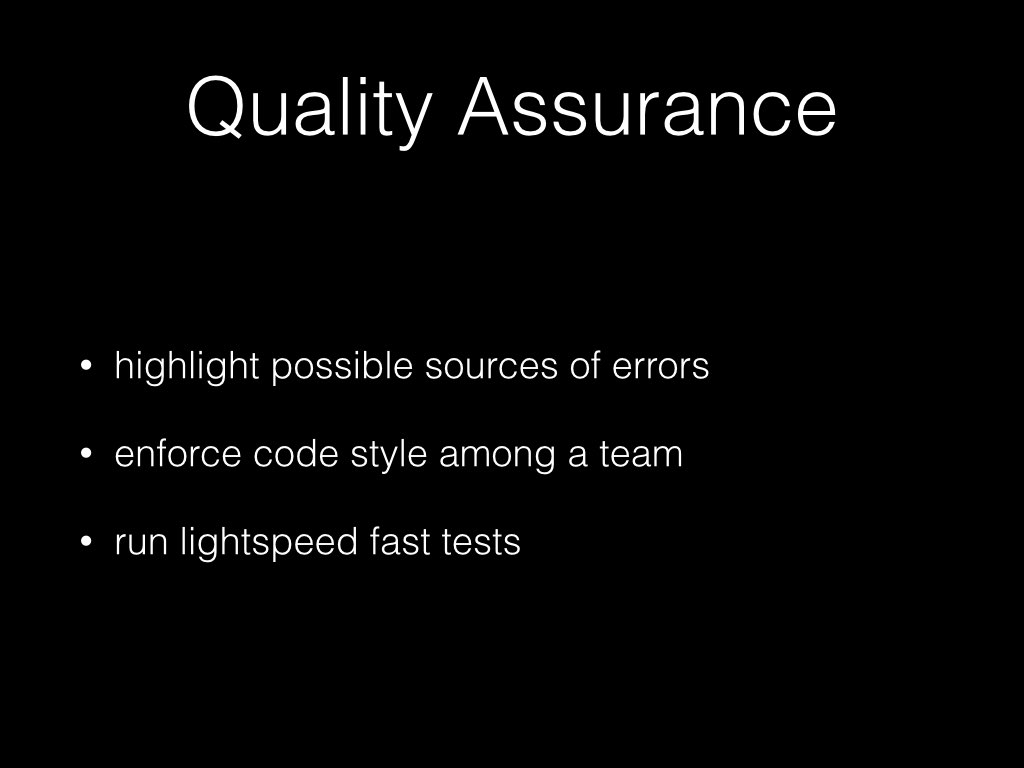 Quality Assurance
• highlight possible sources of errors
• enforce code style among a team
• run lightspeed fast tests